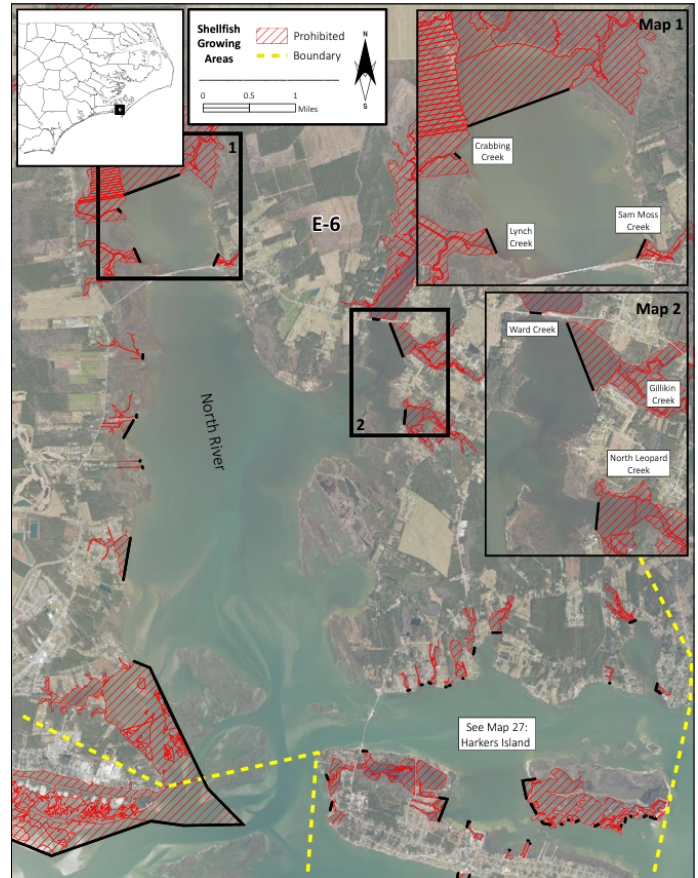 Shellfish
Growing
Areas
Prohibited
Boundary
0 0.5 1
Miles
N
S
Map 1
Crabbing
Creek
Lynch
Creek
Sam Moss
Creek
1
E-6
Map 2
Ward Creek
Gillikin
Creek
North Leopard
Creek
2
North River
See Map 27:
Harkers Island